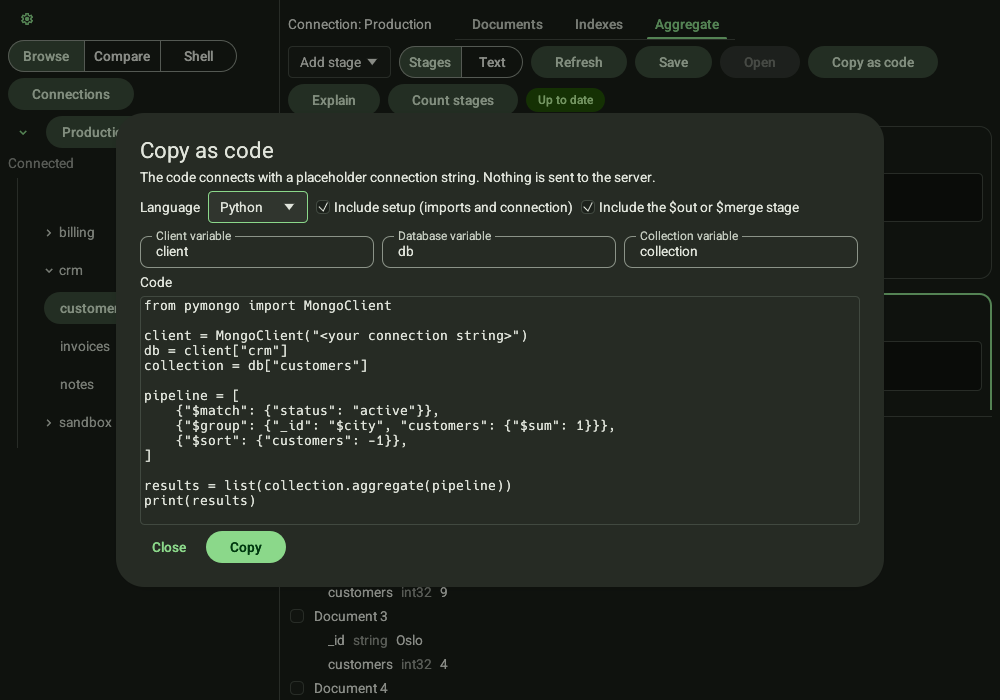 Connection: Production Documents Indexes Aggregate
Browse Compare Shell
Add stage Stages Text Refresh Save Open Copy as code
Connections
Explain Count stages Up to date
Connected
billing
crm
invoices
notes
sandbox
Copy as code
The code connects with a placeholder connection string. Nothing is sent to the server.
Language Python Include setup (imports and connection) Include the $out or $merge stage
Client variable Database variable Collection variable
client db collection
Code
from pymongo import MongoClient
client = MongoClient("<your connection string>")
db = client["crm"]
collection = db["customers"]
pipeline = [
    {"$match": {"status": "active"}},
    {"$group": {"_id": "$city", "customers": {"$sum": 1}}},
    {"$sort": {"customers": -1}},
]
results = list(collection.aggregate(pipeline))
print(results)
Close Copy
customers int32 9
Document 3
_id string Oslo
customers int32 4
Document 4